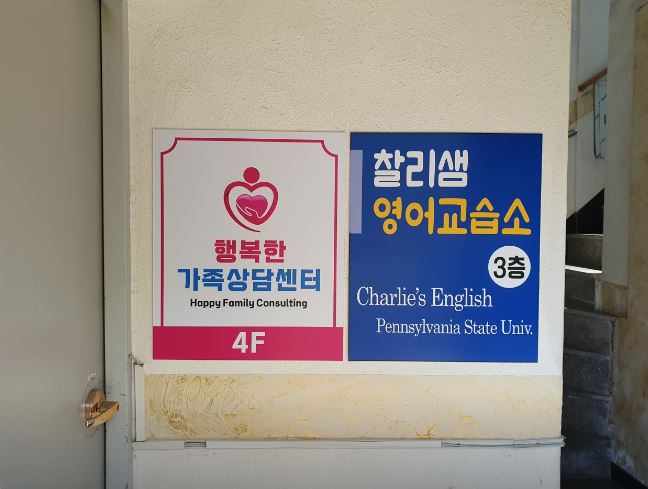 행복한
가족상담센터
Happy Family Consulting
4F
찰리샘
영어교습소
3층
Charlie's English
Pennsylvania State Univ.